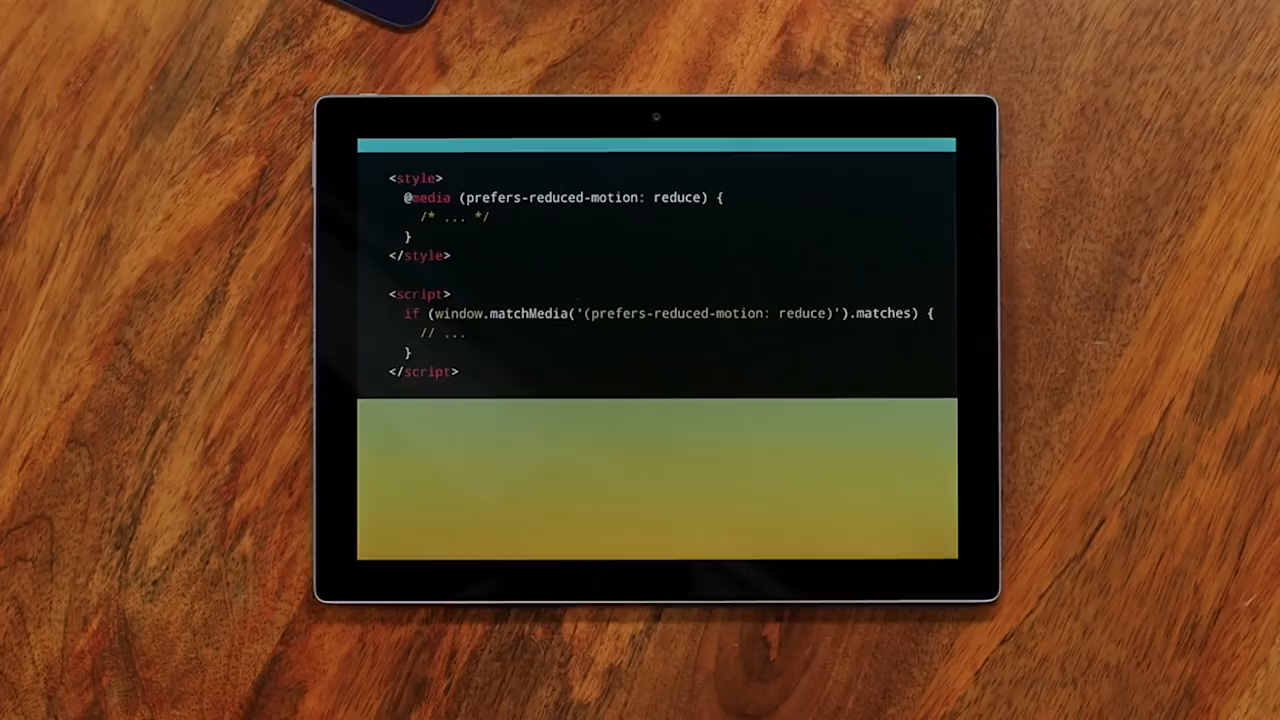 <style>
@media (prefers-reduced-motion: reduce) {
/* ... */
}
</style>
<script>
if (window.matchMedia('(prefers-reduced-motion: reduce)').matches) {
// ...
}
</script>